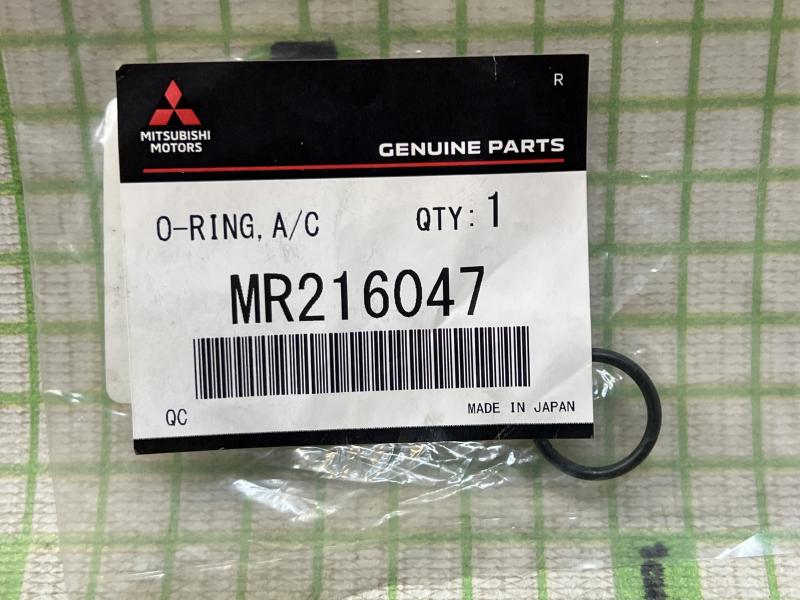 R
MITSUBISHI
MOTORS
GENUINE PARTS
O-RING, A/C QTY: 1
MR216047
QC MADE IN JAPAN